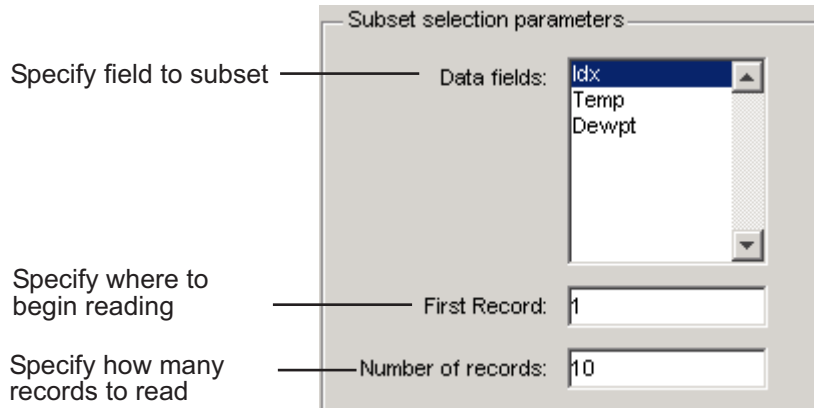 Subset selection parameters
Specify field to subset
Data fields:
Idx
Temp
Dewpt
Specify where to
begin reading
First Record:
1
Specify how many
records to read
Number of records:
10